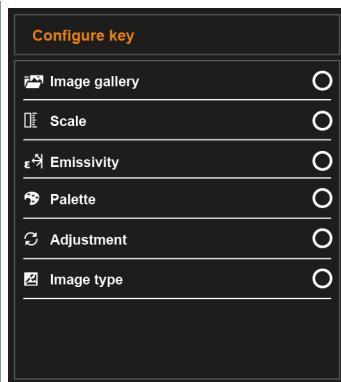 Configure key
Image gallery
Scale
ε Emissivity
Palette
Adjustment
Image type